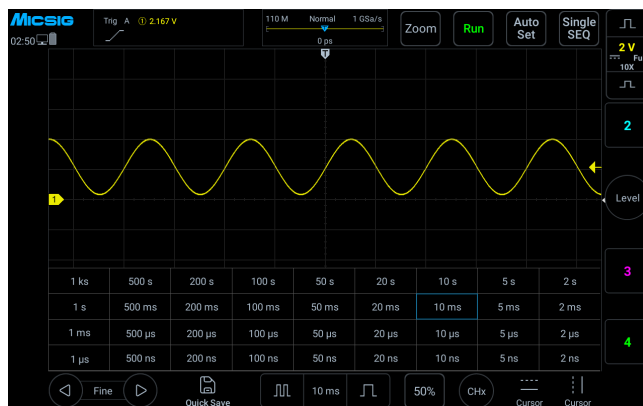 MICSIG
Trig A ① 2.167 V
02:50
110 M Normal 1 GSa/s
0 ps
T
Zoom
Run
Auto Set
Single SEQ
2 V
Fu
10X
1
2
Level
3
4
1 ks 500 s 200 s 100 s 50 s 20 s 10 s 5 s 2 s
1 s 500 ms 200 ms 100 ms 50 ms 20 ms 10 ms 5 ms 2 ms
1 ms 500 µs 200 µs 100 µs 50 µs 20 µs 10 µs 5 µs 2 µs
1 µs 500 ns 200 ns 100 ns 50 ns 20 ns 10 ns 5 ns 2 ns
Fine
Quick Save
10 ms
50%
CHx
Cursor
Cursor